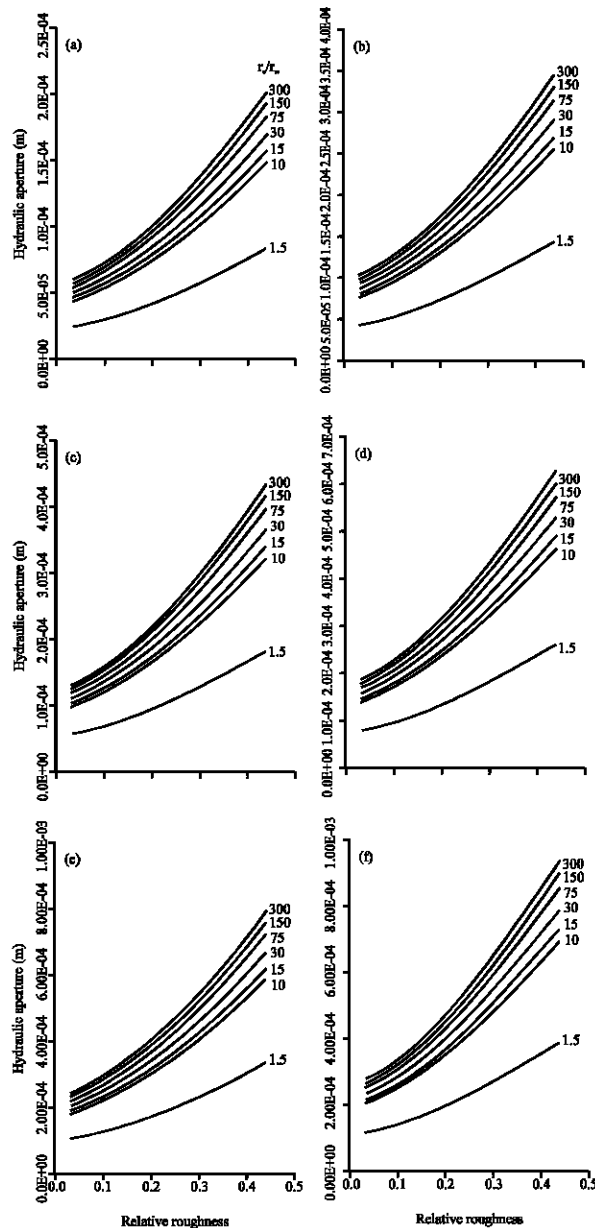 (a)
Hydraulic aperture (m)
2.5E-04
2.0E-04
1.5E-04
1.0E-04
5.0E-05
0.0E+00
300
150
75
30
15
10
1.5
(b)
4.0E-04
3.5E-04
3.0E-04
2.5E-04
2.0E-04
1.5E-04
1.0E-04
5.0E-05
0.0E+00
300
150
75
30
15
10
1.5
(c)
Hydraulic aperture (m)
5.0E-04
4.0E-04
3.0E-04
2.0E-04
1.0E-04
0.0E+00
300
150
75
30
15
10
1.5
(d)
7.0E-04
6.0E-04
5.0E-04
4.0E-04
3.0E-04
2.0E-04
1.0E-04
0.0E+00
300
150
75
30
15
10
1.5
(e)
Hydraulic aperture (m)
1.00E-03
8.00E-04
6.00E-04
4.00E-04
2.00E-04
0.00E+00
300
150
75
30
15
10
1.5
0.0 0.1 0.2 0.3 0.4 0.5
Relative roughness
(f)
1.00E-03
8.00E-04
6.00E-04
4.00E-04
2.00E-04
0.00E+00
300
150
75
30
15
10
1.5
0.0 0.1 0.2 0.3 0.4 0.5
Relative roughness